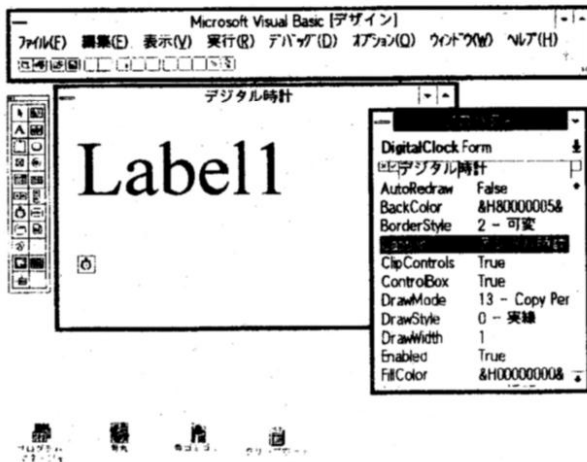 Microsoft Visual Basic [デザイン]
ファイル(F) 編集(E) 表示(V) 実行(R) デバッグ(D) オプション(O) ウィンドウ(W) ヘルプ(H)
デジタル時計
Label1
DigitalClock Form
デジタル時計
AutoRedraw False
BackColor &H80000005&
BorderStyle 2 - 可変
ClipControls True
ControlBox True
DrawMode 13 - Copy Per
DrawStyle 0 - 実線
DrawWidth 1
Enabled True
FillColor &H00000000&